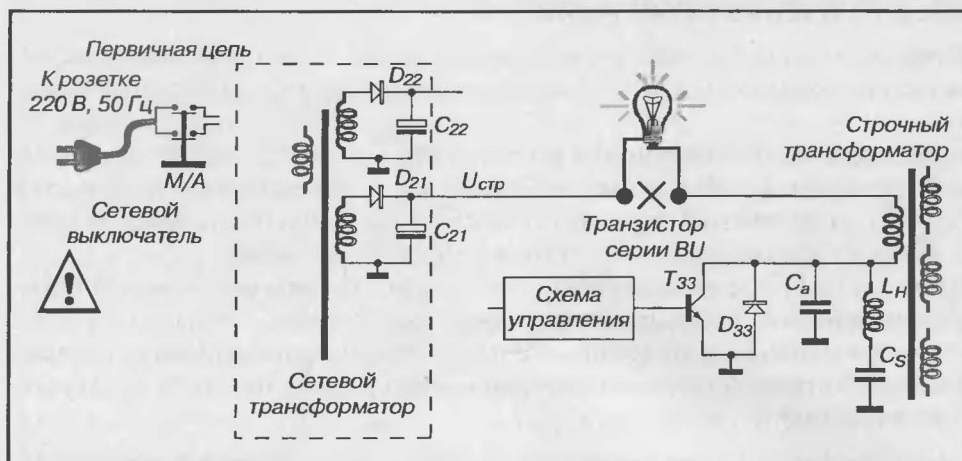 Первичная цепь
К розетке
220 В, 50 Гц
М/А
Сетевой
выключатель
D22
C22
D21
C21
Uстр
Сетевой
трансформатор
Транзистор
серии BU
Строчный
трансформатор
Схема
управления
T33
D33
Ca
LH
CS